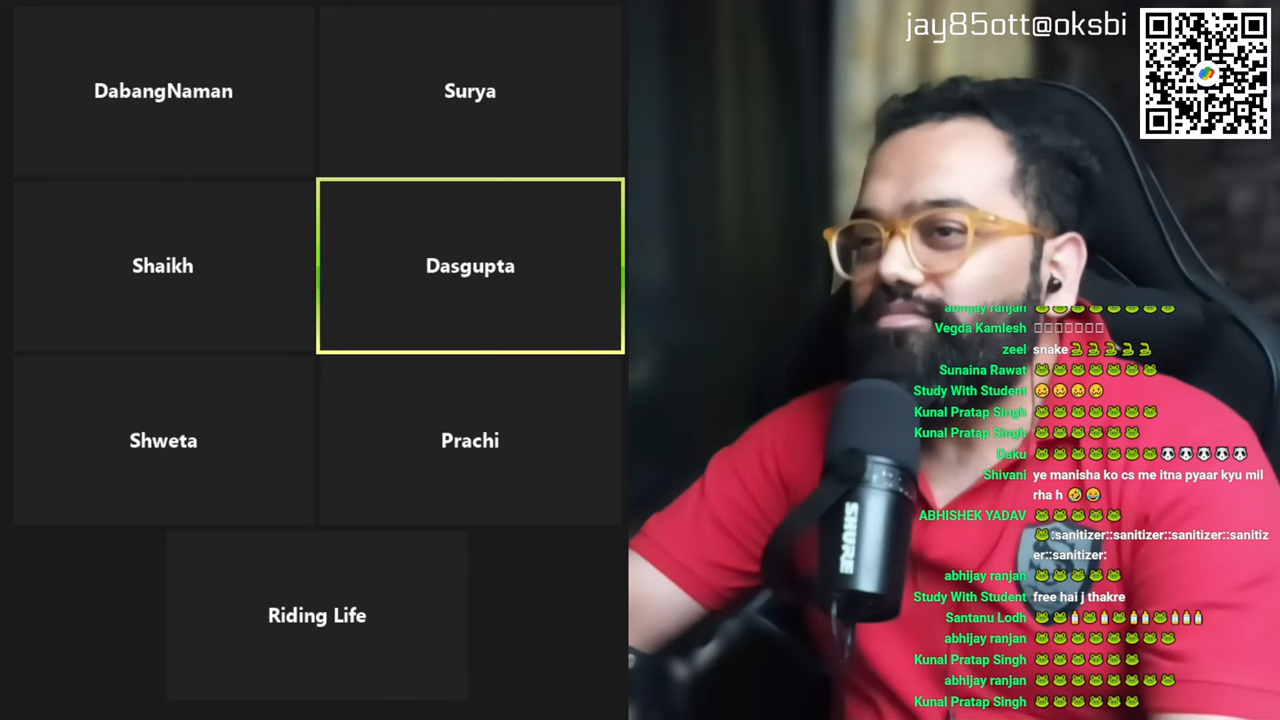 jay85ott@oksbi
DabangNaman
Surya
Shaikh
Dasgupta
Shweta
Prachi
Riding Life
abhijay ranjan 🐸🐸🐸🐸🐸🐸🐸🐸
Vegda Kamlesh
zeel snake🐍🐍🐍🐍🐍
Sunaina Rawat 🐸🐸🐸🐸🐸🐸🐸
Study With Student 😣😣😣😣
Kunal Pratap Singh 🐸🐸🐸🐸🐸🐸🐸
Kunal Pratap Singh 🐸🐸🐸🐸🐸🐸
Daku 🐸🐸🐸🐸🐸🐸🐸🐼🐼🐼🐼🐼
Shivani ye manisha ko cs me itna pyaar kyu mil
rha h 🤣😂
ABHISHEK YADAV 🐸🐸🐸🐸🐸
🐸:sanitizer::sanitizer::sanitizer::sanitiz
er::sanitizer:
abhijay ranjan 🐸🐸🐸🐸🐸
Study With Student free hai j thakre
Santanu Lodh 🐸🐸🍼🐸🍼🐸🍼🍼🐸🍼🍼🍼
abhijay ranjan 🐸🐸🐸🐸🐸🐸🐸🐸
Kunal Pratap Singh 🐸🐸🐸🐸🐸🐸
abhijay ranjan 🐸🐸🐸🐸🐸🐸🐸🐸
Kunal Pratap Singh 🐸🐸🐸🐸🐸🐸
SHURE